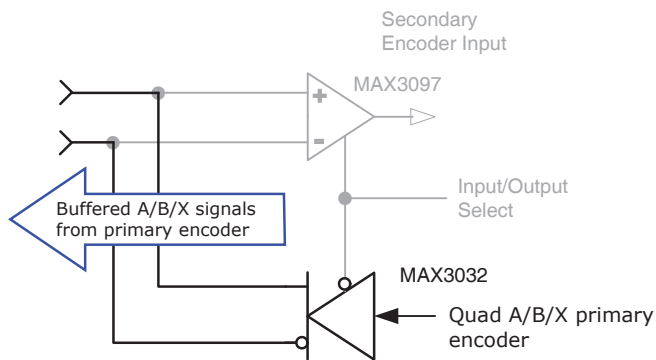 Secondary
Encoder Input
MAX3097
+
-
Buffered A/B/X signals
from primary encoder
Input/Output
Select
MAX3032
Quad A/B/X primary
encoder